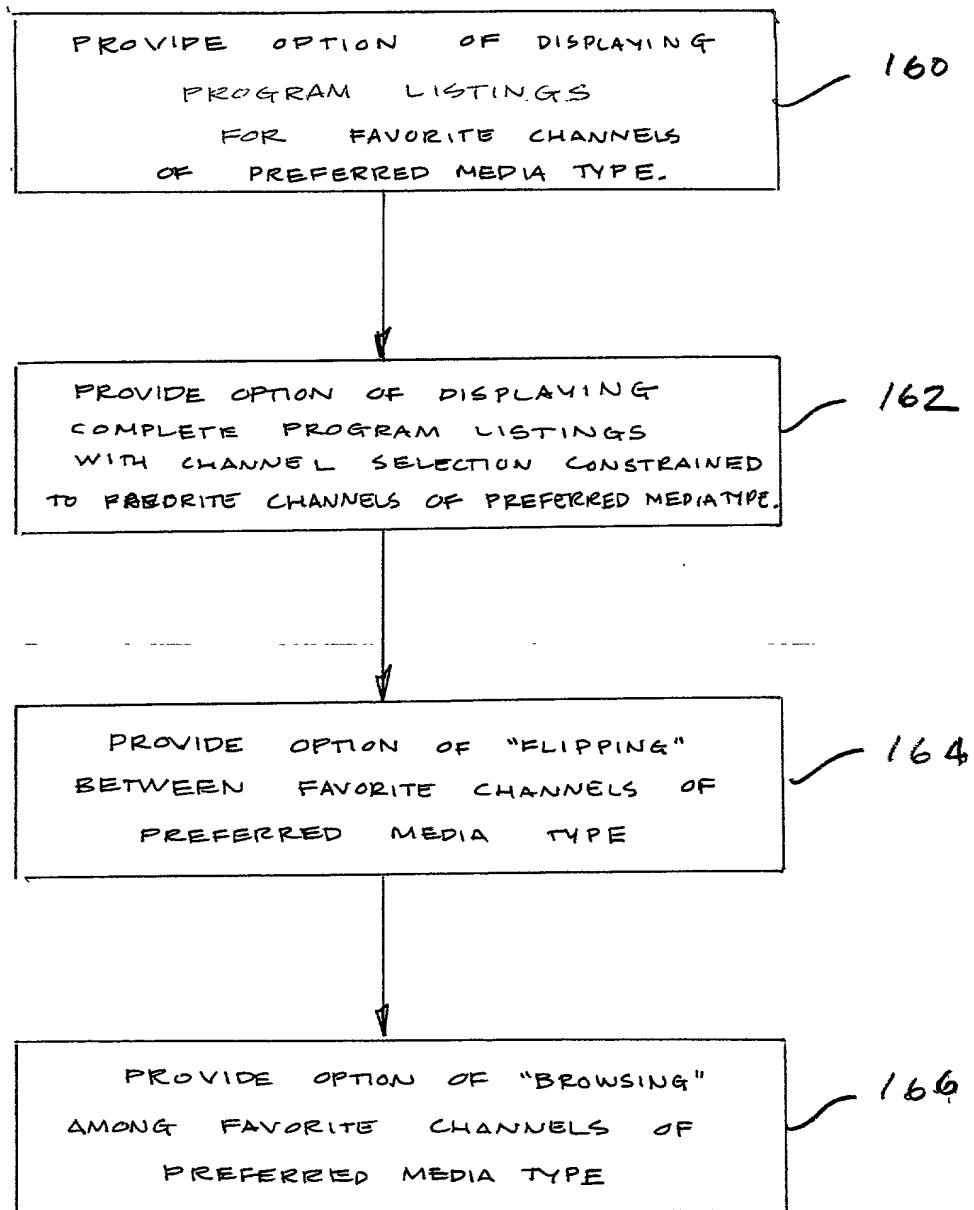 PROVIDE OPTION OF DISPLAYING
PROGRAM LISTINGS
FOR FAVORITE CHANNELS
OF PREFERRED MEDIA TYPE.
160
PROVIDE OPTION OF DISPLAYING
COMPLETE PROGRAM LISTINGS
WITH CHANNEL SELECTION CONSTRAINED
TO CHANNELS OF PREFERRED MEDIA TYPE.
162
PROVIDE OPTION OF "FLIPPING"
BETWEEN FAVORITE CHANNELS OF
PREFERRED MEDIA TYPE
164
PROVIDE OPTION OF "BROWSING"
AMONG FAVORITE CHANNELS OF
PREFERRED MEDIA TYPE
166